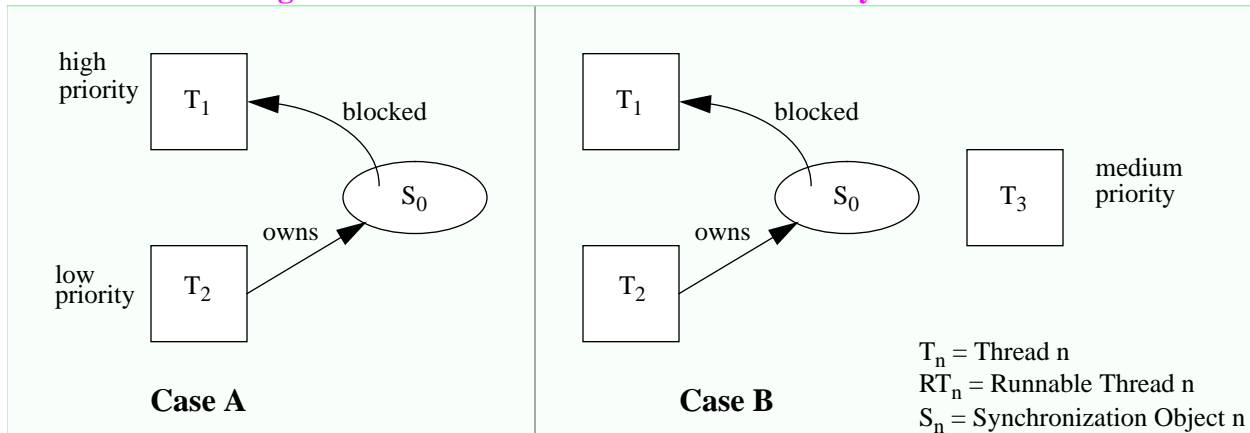 high
priority
T1
blocked
S0
owns
low
priority
T2
Case A
T1
blocked
S0
owns
T2
T3
medium
priority
Case B
Tn = Thread n
RTn = Runnable Thread n
Sn = Synchronization Object n